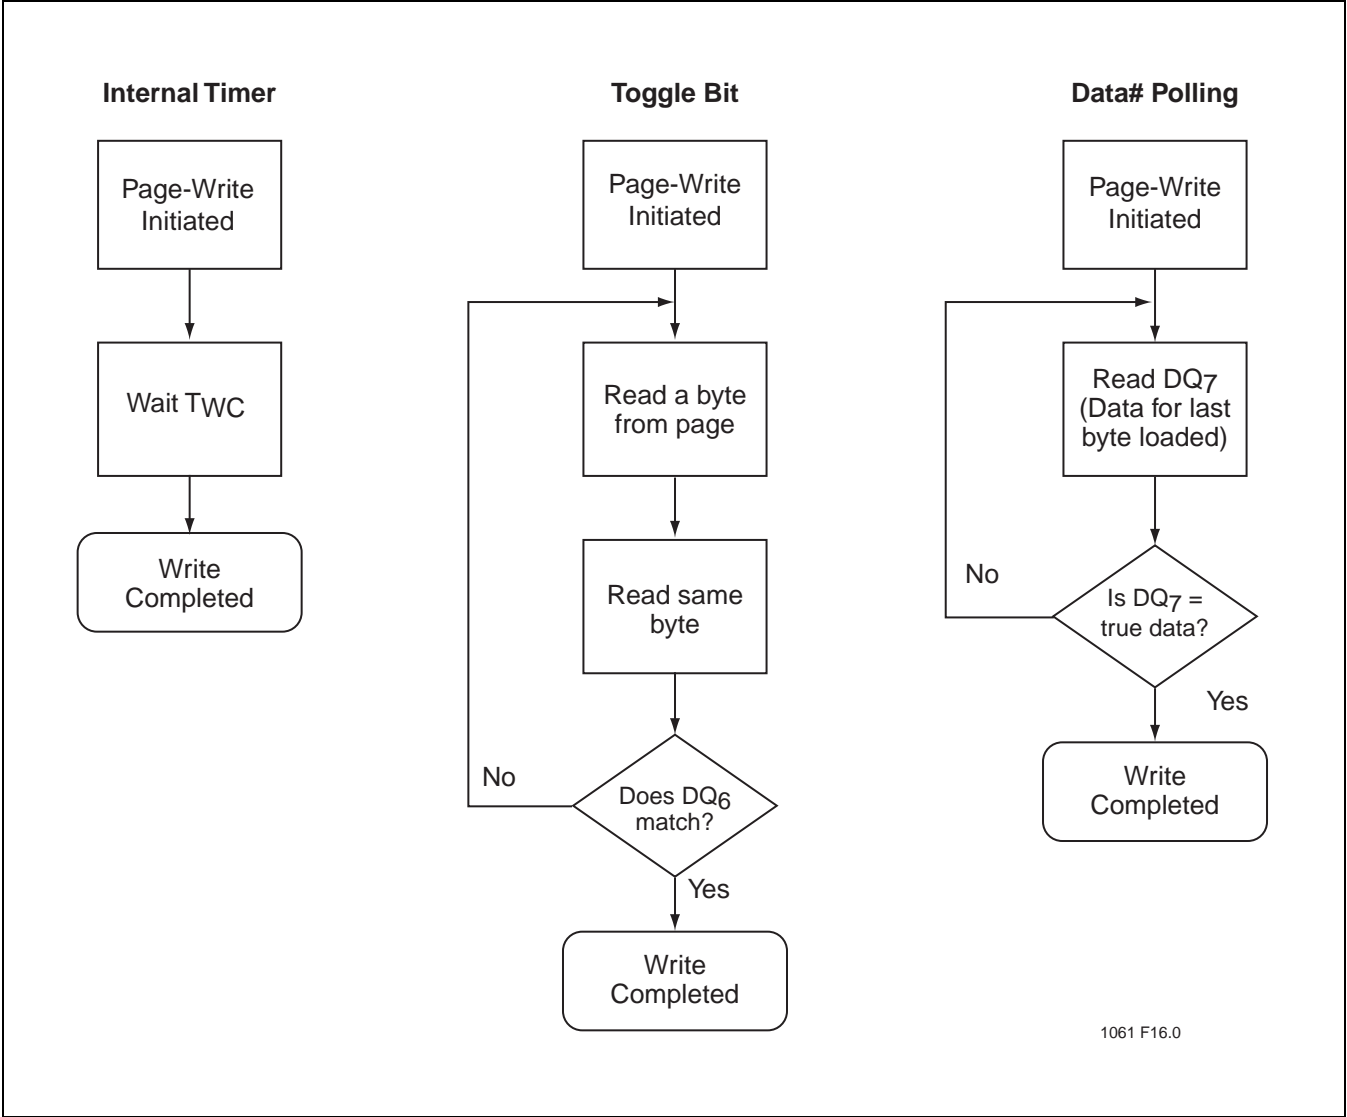 Internal Timer
Page-Write
Initiated
Wait TWC
Write
Completed
Toggle Bit
Page-Write
Initiated
Read a byte
from page
Read same
byte
No
Does DQ6
match?
Yes
Write
Completed
Data# Polling
Page-Write
Initiated
Read DQ7
(Data for last
byte loaded)
No
Is DQ7 =
true data?
Yes
Write
Completed
1061 F16.0